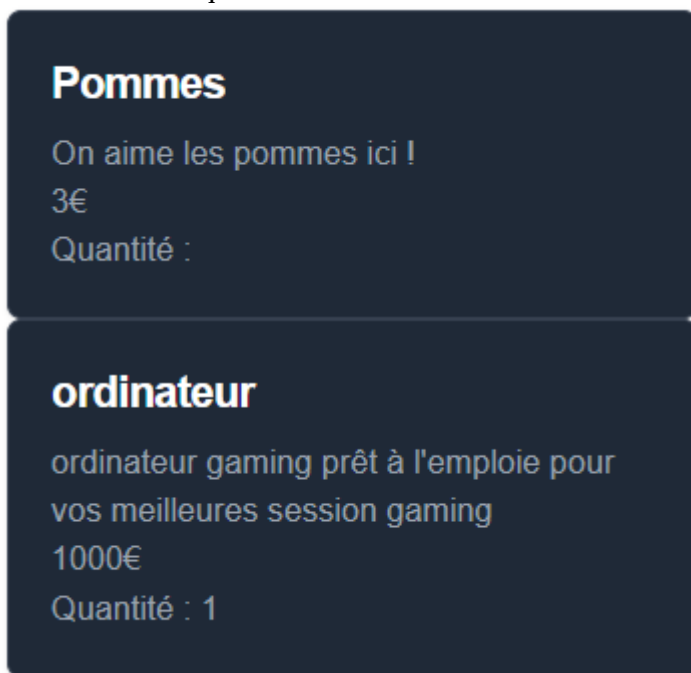 Pommes
On aime les pommes ici !
3€
Quantité :
ordinateur
ordinateur gaming prêt à l'emploie pour
vos meilleures session gaming
1000€
Quantité : 1